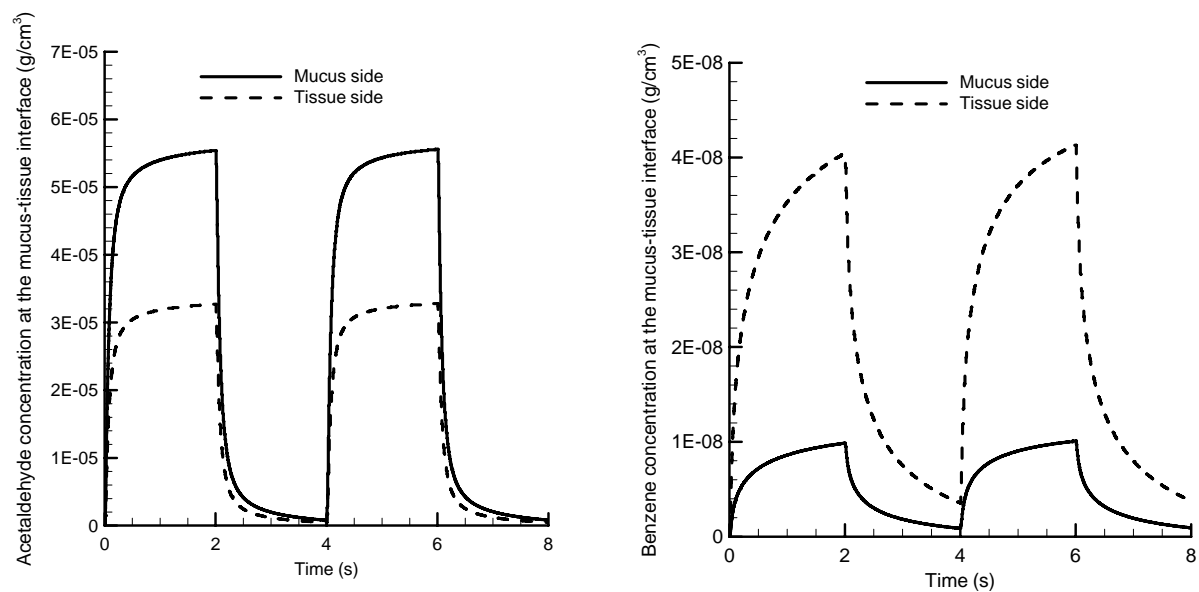 Acetaldehyde concentration at the mucus-tissue interface (g/cm³)
7E-05
6E-05
5E-05
4E-05
3E-05
2E-05
1E-05
0
Mucus side
Tissue side
0 2 4 6 8
Time (s)
Benzene concentration at the mucus-tissue interface (g/cm³)
5E-08
4E-08
3E-08
2E-08
1E-08
0
Mucus side
Tissue side
0 2 4 6 8
Time (s)